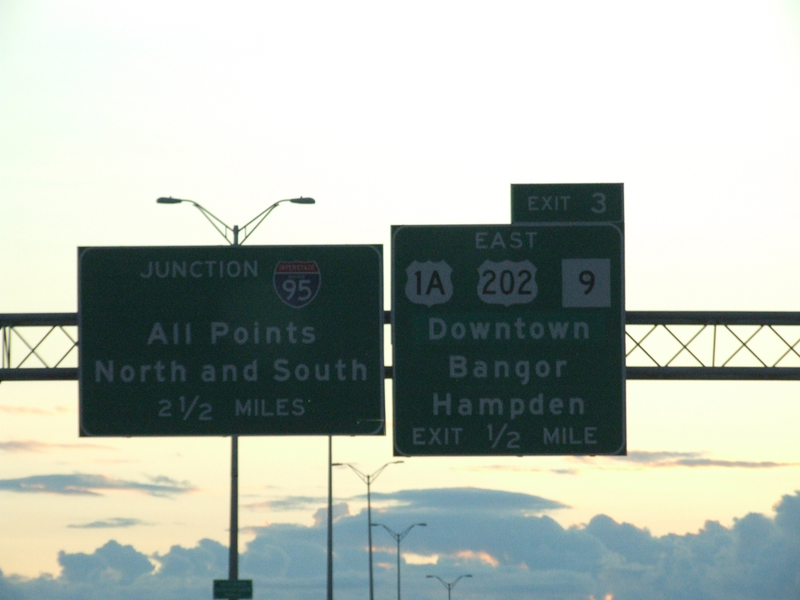 JUNCTION INTERSTATE 95
All Points
North and South
2 1/2 MILES
EXIT 3
EAST
1A 202 9
Downtown
Bangor
Hampden
EXIT 1/2 MILE